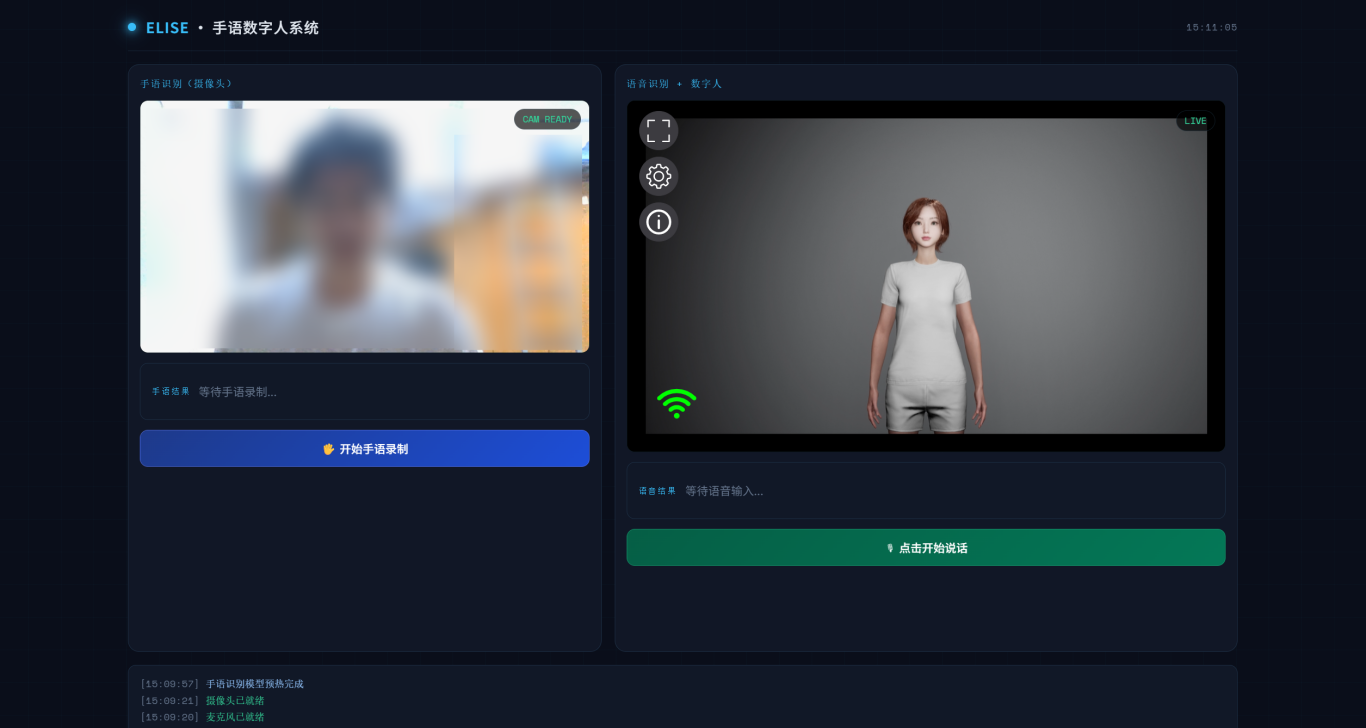 ELISE · 手语数字人系统
15:11:05
手语识别（摄像头）
CAM READY
手语结果 等待手语录制...
🖐 开始手语录制
语音识别 + 数字人
LIVE
语音结果 等待语音输入...
🎙 点击开始说话
[15:09:57] 手语识别模型预热完成
[15:09:21] 摄像头已就绪
[15:09:20] 麦克风已就绪